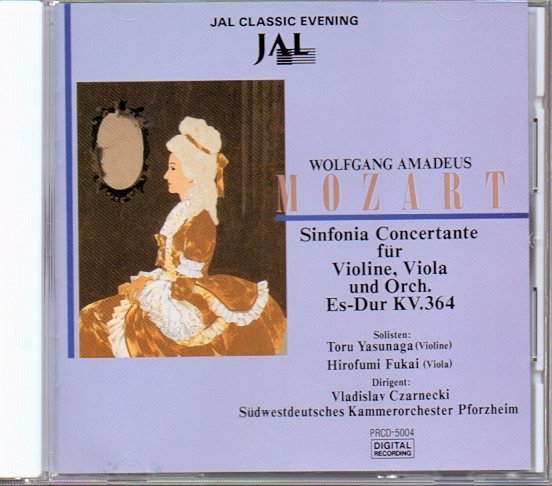 JAL CLASSIC EVENING
JAL
WOLFGANG AMADEUS
MOZART
Sinfonia Concertante
für
Violine, Viola
und Orch.
Es-Dur KV.364
Solisten:
Toru Yasunaga (Violine)
Hirofumi Fukai (Viola)
Dirigent:
Vladislav Czarnecki
Südwestdeutsches Kammerorchester Pforzheim
PRCD-5004
DIGITAL
RECORDING